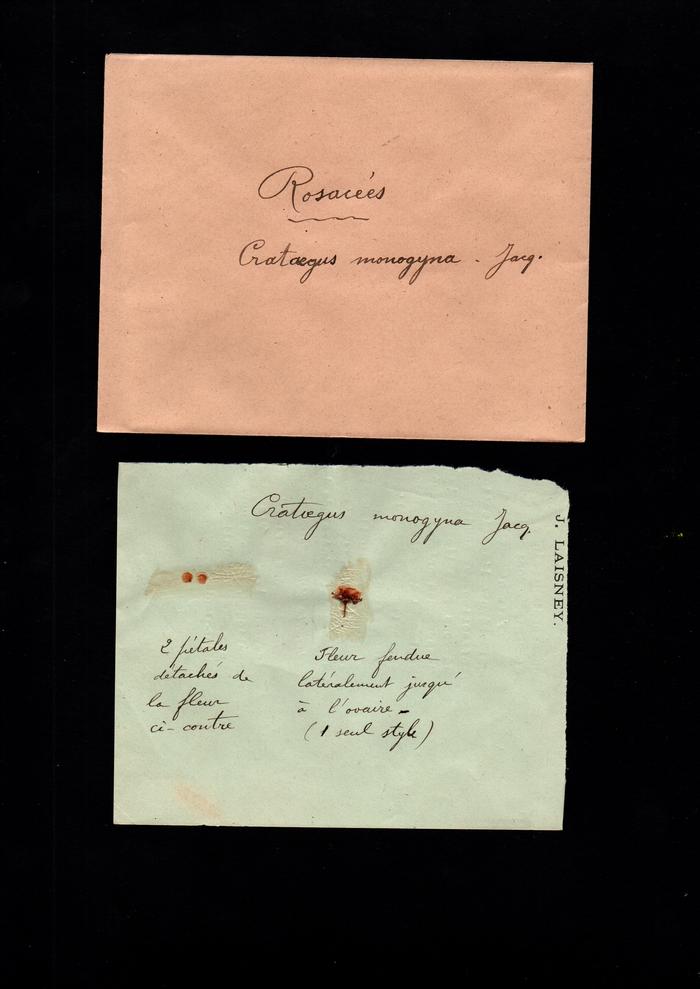 Rosacées
Crataegus monogyna - Jacq.
Cratægus monogyna Jacq.
J. LAISNEY.
2 pétales
détachés de
la fleur
ci-contre
Fleur fendue
latéralement jusqu'
à l'ovaire -
(1 seul style)